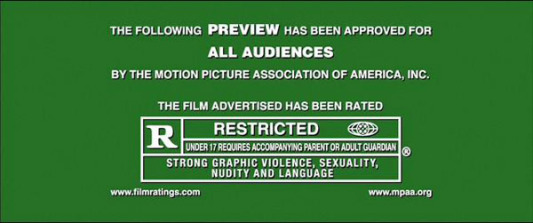 THE FOLLOWING PREVIEW HAS BEEN APPROVED FOR
ALL AUDIENCES
BY THE MOTION PICTURE ASSOCIATION OF AMERICA, INC.
THE FILM ADVERTISED HAS BEEN RATED
R RESTRICTED
UNDER 17 REQUIRES ACCOMPANYING PARENT OR ADULT GUARDIAN
®
STRONG GRAPHIC VIOLENCE, SEXUALITY,
NUDITY AND LANGUAGE
www.filmratings.com www.mpaa.org